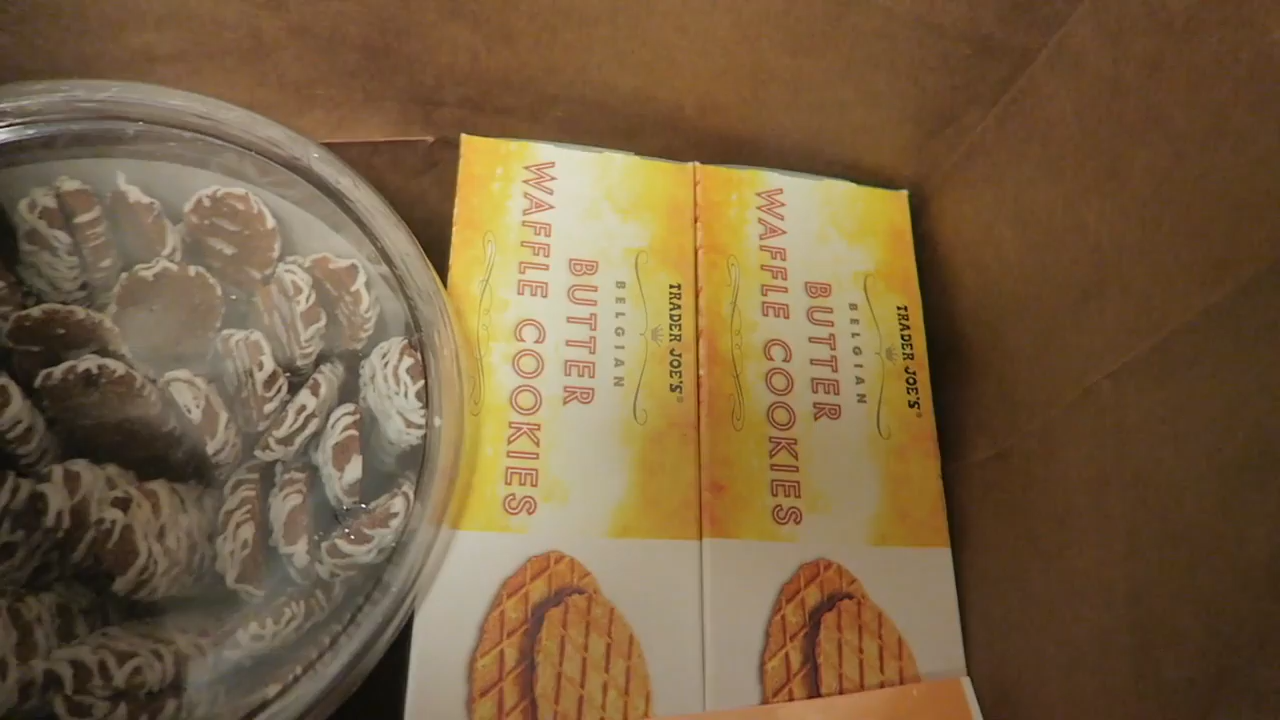 TRADER JOE'S®
BELGIAN
BUTTER
WAFFLE COOKIES
TRADER JOE'S®
BELGIAN
BUTTER
WAFFLE COOKIES